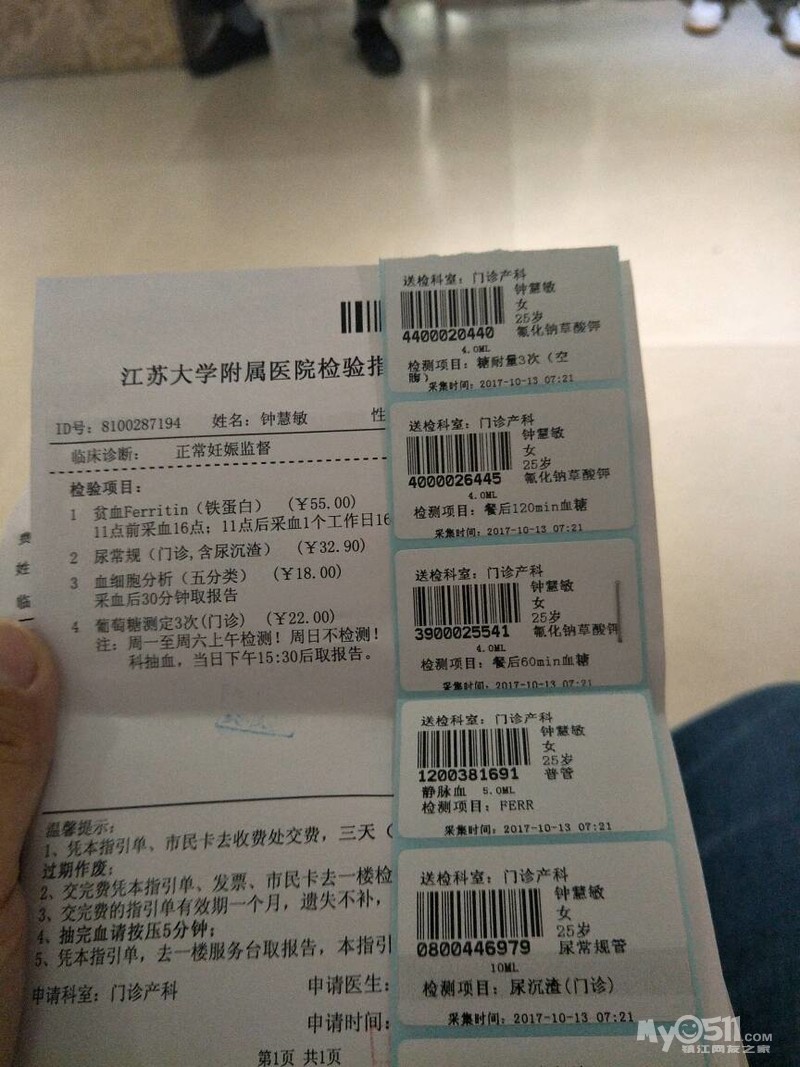 江苏大学附属医院检验指
ID号：8100287194 姓名：钟慧敏 性
临床诊断： 正常妊娠监督
检验项目：
1 贫血Ferritin（铁蛋白） （￥55.00）
11点前采血16点；11点后采血1个工作日16
2 尿常规（门诊,含尿沉渣） （￥32.90）
3 血细胞分析（五分类） （￥18.00）
采血后30分钟取报告
4 葡萄糖测定3次(门诊) （￥22.00）
注：周一至周六上午检测！周日不检测！
科抽血，当日下午15:30后取报告。
温馨提示：
1、凭本指引单、市民卡去收费处交费，三天（
过期作废；
2、交完费凭本指引单、发票、市民卡去一楼检
3、交完费的指引单有效期一个月，遗失不补，
4、抽完血请按压5分钟；
5、凭本指引单，去一楼服务台取报告，本指引
申请科室：门诊产科 申请医生：
申请时间：
第1页 共1页
费
姓
临
送检科室：门诊产科
钟慧敏
女
25岁
4400020440 氟化钠草酸钾
4.0ML
检测项目：糖耐量3次（空
腹）
采集时间：2017-10-13 07:21
送检科室：门诊产科
钟慧敏
女
25岁
4000026445 氟化钠草酸钾
4.0ML
检测项目：餐后120min血糖
采集时间：2017-10-13 07:21
送检科室：门诊产科
钟慧敏
女
25岁
3900025541 氟化钠草酸钾
4.0ML
检测项目：餐后60min血糖
采集时间：2017-10-13 07:21
送检科室：门诊产科
钟慧敏
女
25岁
1200381691 普管
静脉血 5.0ML
检测项目：FERR
采集时间：2017-10-13 07:21
送检科室：门诊产科
钟慧敏
女
25岁
0800446979 尿常规管
10ML
检测项目：尿沉渣(门诊)
采集时间：2017-10-13 07:21
My0511.COM
镇江网友之家